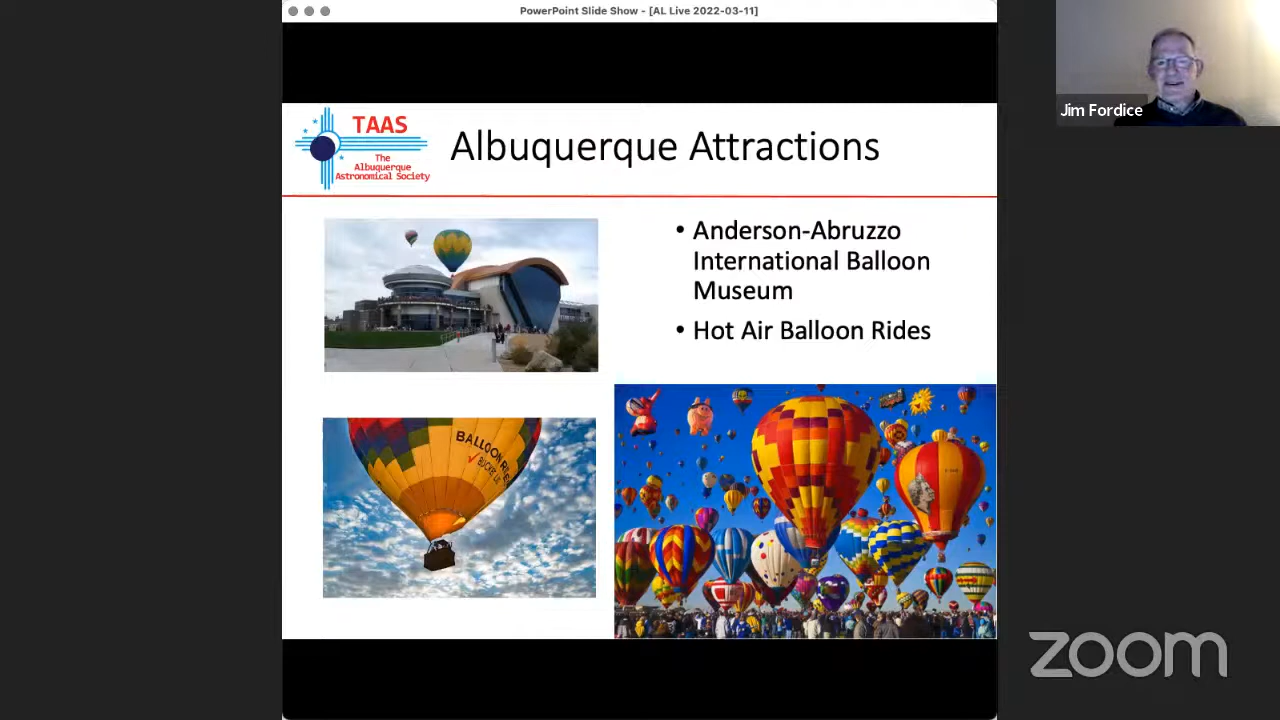 PowerPoint Slide Show - [AL Live 2022-03-11]
Jim Fordice
TAAS
The
Albuquerque
Astronomical Society
Albuquerque Attractions
• Anderson-Abruzzo
International Balloon
Museum
• Hot Air Balloon Rides
BALLOON RIDE
zoom